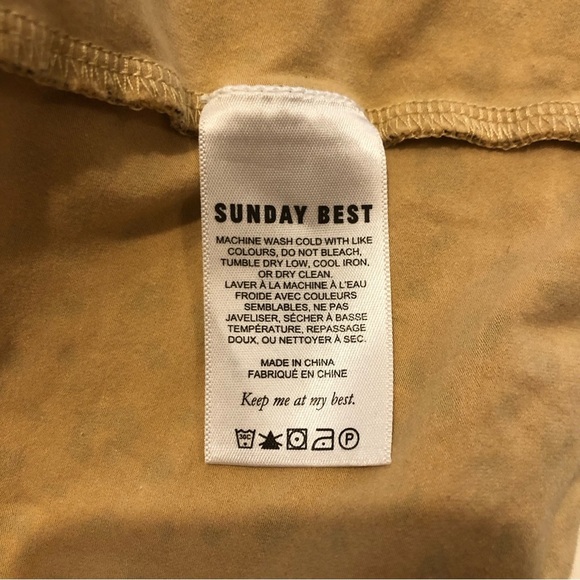 SUNDAY BEST
MACHINE WASH COLD WITH LIKE
COLOURS, DO NOT BLEACH,
TUMBLE DRY LOW, COOL IRON,
OR DRY CLEAN.
LAVER À LA MACHINE À L'EAU
FROIDE AVEC COULEURS
SEMBLABLES, NE PAS
JAVELISER, SÉCHER À BASSE
TEMPÉRATURE, REPASSAGE
DOUX, OU NETTOYER À SEC.
MADE IN CHINA
FABRIQUÉ EN CHINE
Keep me at my best.
30C P